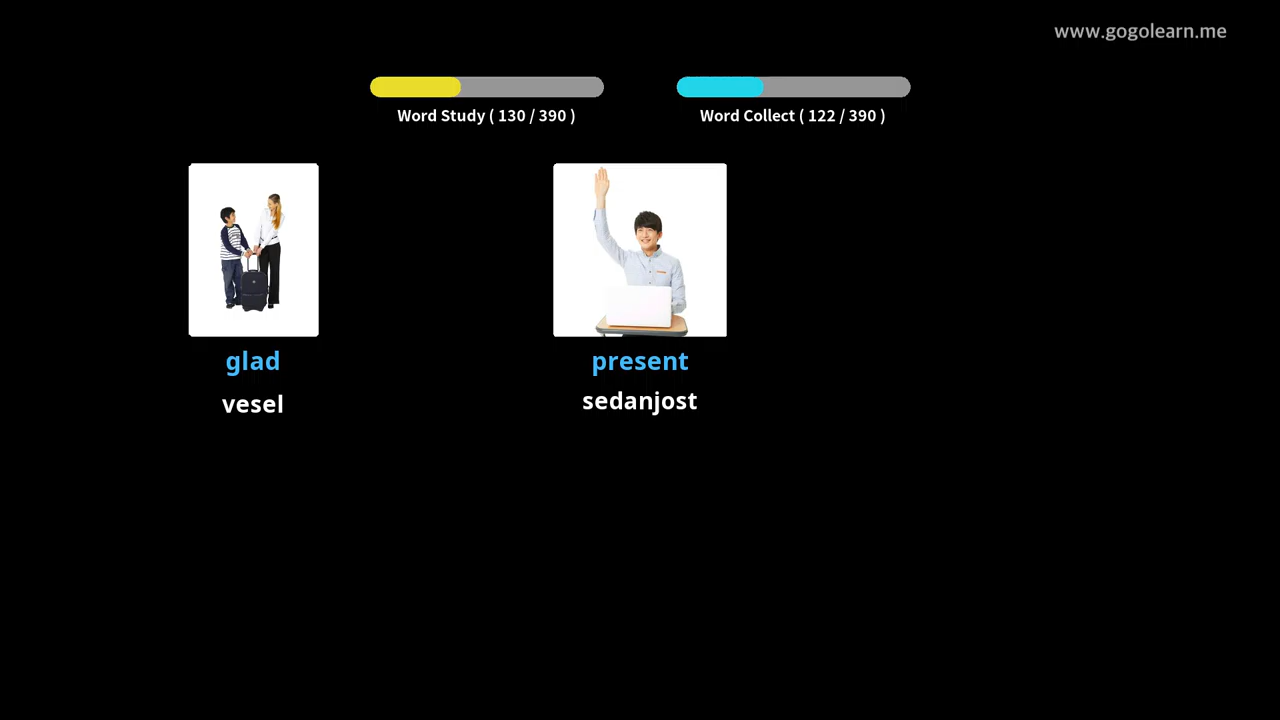 www.gogolearn.me
Word Study ( 130 / 390 )
Word Collect ( 122 / 390 )
glad
present
vesel
sedanjost